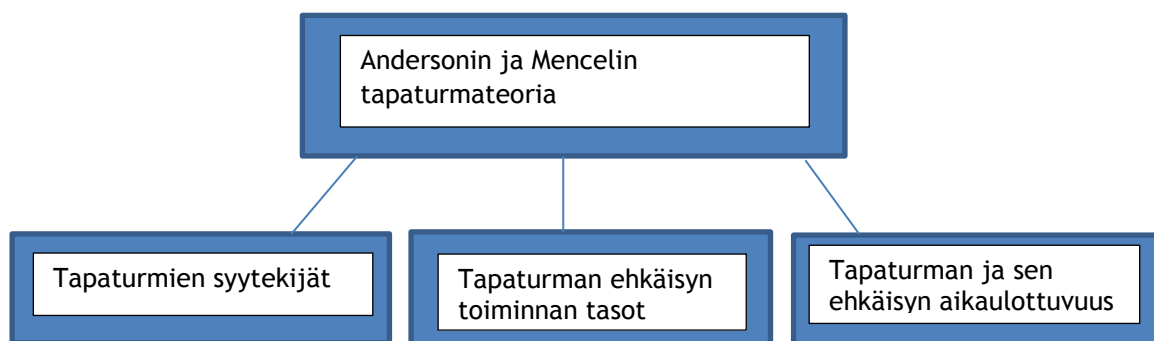 Andersonin ja Mencelin
tapaturmateoria
Tapaturmien syytekijät
Tapaturman ehkäisyn
toiminnan tasot
Tapaturman ja sen
ehkäisyn aikaulottuvuus